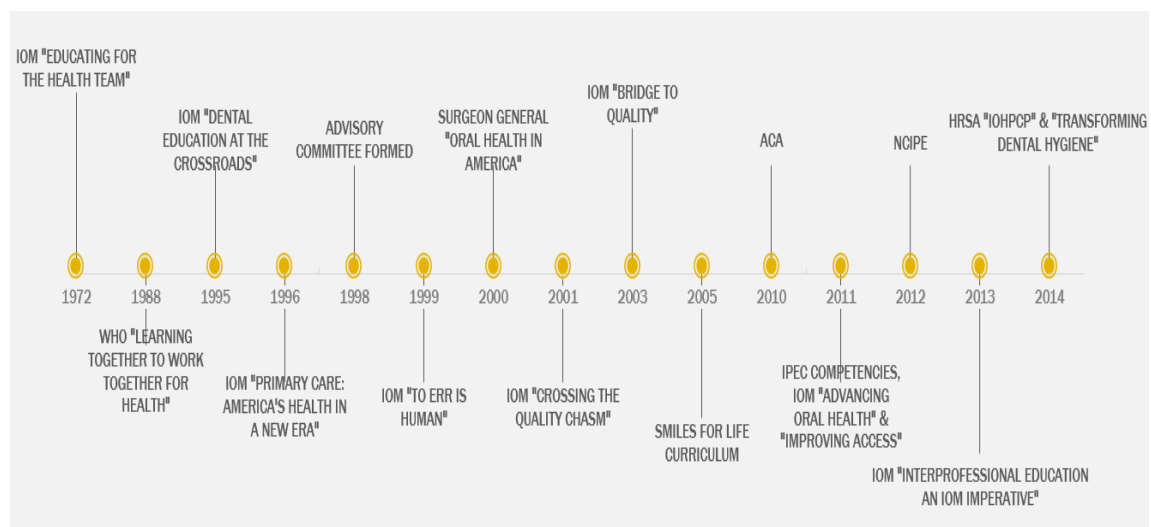 IOM "EDUCATING FOR
THE HEALTH TEAM"
IOM "DENTAL
EDUCATION AT THE
CROSSROADS"
ADVISORY
COMMITTEE FORMED
SURGEON GENERAL
"ORAL HEALTH IN
AMERICA"
IOM "BRIDGE TO
QUALITY"
ACA
NCIPE
HRSA "IOHPCP" & "TRANSFORMING
DENTAL HYGIENE"
1972 1988 1995 1996 1998 1999 2000 2001 2003 2005 2010 2011 2012 2013 2014
WHO "LEARNING
TOGETHER TO WORK
TOGETHER FOR
HEALTH"
IOM "PRIMARY CARE:
AMERICA'S HEALTH IN
A NEW ERA"
IOM "TO ERR IS
HUMAN"
IOM "CROSSING THE
QUALITY CHASM"
SMILES FOR LIFE
CURRICULUM
IPEC COMPETENCIES,
IOM "ADVANCING
ORAL HEALTH" &
"IMPROVING ACCESS"
IOM "INTERPROFESSIONAL EDUCATION
AN IOM IMPERATIVE"